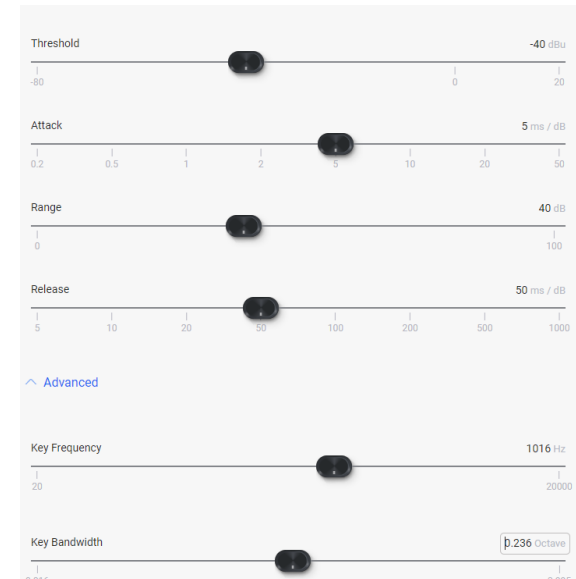 Threshold -40 dBu
-80 0 20
Attack 5 ms / dB
0.2 0.5 1 2 5 10 20 50
Range 40 dB
0 100
Release 50 ms / dB
5 10 20 50 100 200 500 1000
Advanced
Key Frequency 1016 Hz
20 20000
Key Bandwidth 0.236 Octave